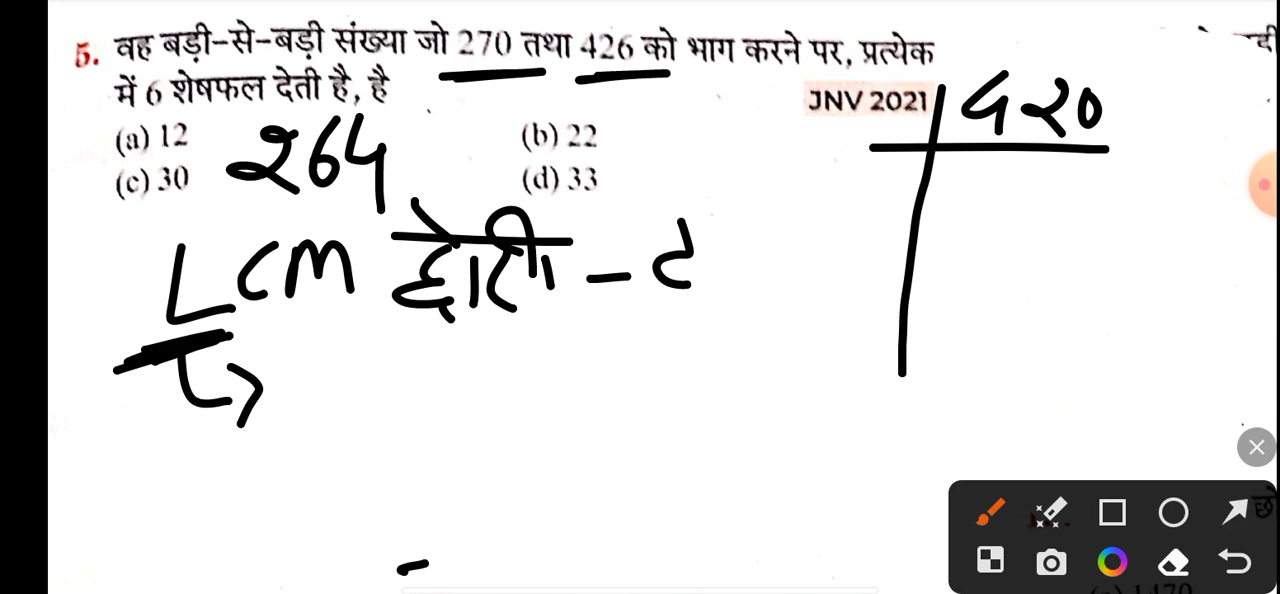 5. वह बड़ी-से-बड़ी संख्या जो 270 तथा 426 को भाग करने पर, प्रत्येक
में 6 शेषफल देती है, है
JNV 2021
420
(a) 12
(b) 22
(c) 30
(d) 33
264
LCM छोटी -